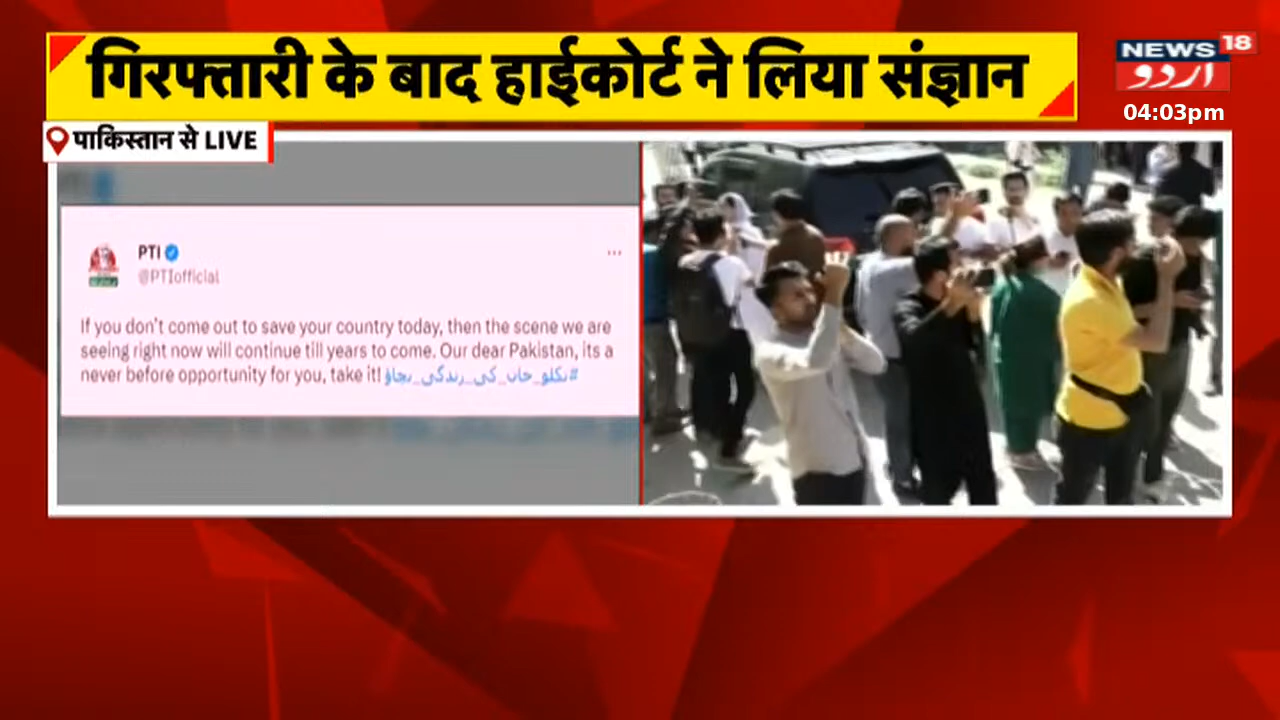 गिरफ्तारी के बाद हाईकोर्ट ने लिया संज्ञान
NEWS 18
اردو
04:03pm
पाकिस्तान से LIVE
PTI
@PTIofficial
If you don't come out to save your country today, then the scene we are
seeing right now will continue till years to come. Our dear Pakistan, its a
never before opportunity for you, take it! #نکلو_خان_کی_زندگی_بچاؤ